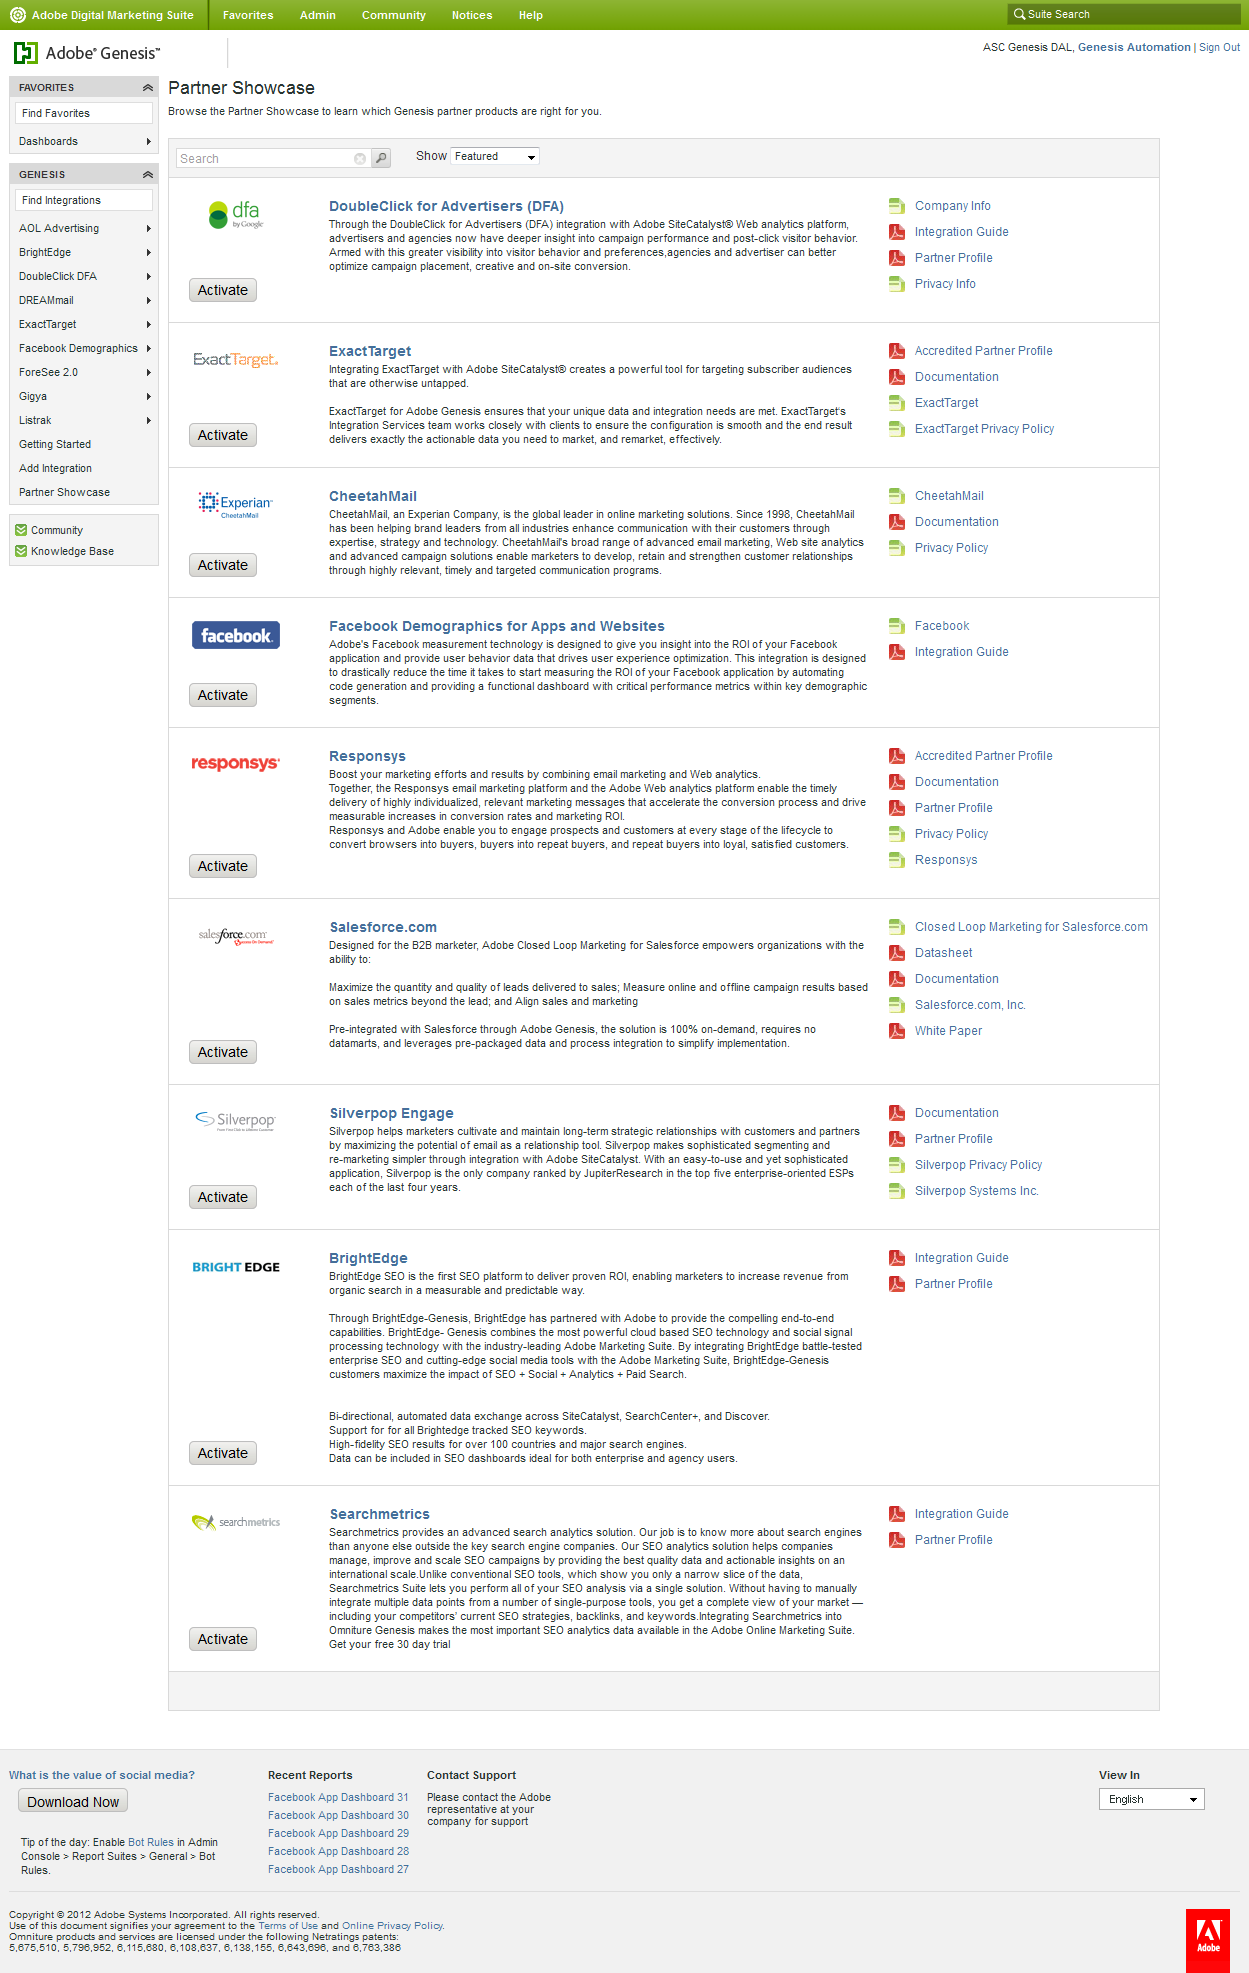 Adobe Digital Marketing Suite Favorites Admin Community Notices Help Suite Search
Adobe® Genesis™
ASC Genesis DAL, Genesis Automation | Sign Out
FAVORITES
Find Favorites
Dashboards
GENESIS
Find Integrations
AOL Advertising
BrightEdge
DoubleClick DFA
DREAMmail
ExactTarget
Facebook Demographics
ForeSee 2.0
Gigya
Listrak
Getting Started
Add Integration
Partner Showcase
Community
Knowledge Base
Partner Showcase
Browse the Partner Showcase to learn which Genesis partner products are right for you.
Search Show Featured
dfa
by Google
Activate
DoubleClick for Advertisers (DFA)
Through the DoubleClick for Advertisers (DFA) integration with Adobe SiteCatalyst® Web analytics platform,
advertisers and agencies now have deeper insight into campaign performance and post-click visitor behavior.
Armed with this greater visibility into visitor behavior and preferences,agencies and advertiser can better
optimize campaign placement, creative and on-site conversion.
Company Info
Integration Guide
Partner Profile
Privacy Info
ExactTarget.
Activate
ExactTarget
Integrating ExactTarget with Adobe SiteCatalyst® creates a powerful tool for targeting subscriber audiences
that are otherwise untapped.
ExactTarget for Adobe Genesis ensures that your unique data and integration needs are met. ExactTarget's
Integration Services team works closely with clients to ensure the configuration is smooth and the end result
delivers exactly the actionable data you need to market, and remarket, effectively.
Accredited Partner Profile
Documentation
ExactTarget
ExactTarget Privacy Policy
Experian™
CheetahMail
Activate
CheetahMail
CheetahMail, an Experian Company, is the global leader in online marketing solutions. Since 1998, CheetahMail
has been helping brand leaders from all industries enhance communication with their customers through
expertise, strategy and technology. CheetahMail's broad range of advanced email marketing, Web site analytics
and advanced campaign solutions enable marketers to develop, retain and strengthen customer relationships
through highly relevant, timely and targeted communication programs.
CheetahMail
Documentation
Privacy Policy
facebook.
Activate
Facebook Demographics for Apps and Websites
Adobe's Facebook measurement technology is designed to give you insight into the ROI of your Facebook
application and provide user behavior data that drives user experience optimization. This integration is designed
to drastically reduce the time it takes to start measuring the ROI of your Facebook application by automating
code generation and providing a functional dashboard with critical performance metrics within key demographic
segments.
Facebook
Integration Guide
responsys®
Activate
Responsys
Boost your marketing efforts and results by combining email marketing and Web analytics.
Together, the Responsys email marketing platform and the Adobe Web analytics platform enable the timely
delivery of highly individualized, relevant marketing messages that accelerate the conversion process and drive
measurable increases in conversion rates and marketing ROI.
Responsys and Adobe enable you to engage prospects and customers at every stage of the lifecycle to
convert browsers into buyers, buyers into repeat buyers, and repeat buyers into loyal, satisfied customers.
Accredited Partner Profile
Documentation
Partner Profile
Privacy Policy
Responsys
salesforce.com
Success On Demand
Activate
Salesforce.com
Designed for the B2B marketer, Adobe Closed Loop Marketing for Salesforce empowers organizations with the
ability to:
Maximize the quantity and quality of leads delivered to sales; Measure online and offline campaign results based
on sales metrics beyond the lead; and Align sales and marketing
Pre-integrated with Salesforce through Adobe Genesis, the solution is 100% on-demand, requires no
datamarts, and leverages pre-packaged data and process integration to simplify implementation.
Closed Loop Marketing for Salesforce.com
Datasheet
Documentation
Salesforce.com, Inc.
White Paper
Silverpop
Activate
Silverpop Engage
Silverpop helps marketers cultivate and maintain long-term strategic relationships with customers and partners
by maximizing the potential of email as a relationship tool. Silverpop makes sophisticated segmenting and
re-marketing simpler through integration with Adobe SiteCatalyst. With an easy-to-use and yet sophisticated
application, Silverpop is the only company ranked by JupiterResearch in the top five enterprise-oriented ESPs
each of the last four years.
Documentation
Partner Profile
Silverpop Privacy Policy
Silverpop Systems Inc.
BRIGHTEDGE
Activate
BrightEdge
BrightEdge SEO is the first SEO platform to deliver proven ROI, enabling marketers to increase revenue from
organic search in a measurable and predictable way.
Through BrightEdge-Genesis, BrightEdge has partnered with Adobe to provide the compelling end-to-end
capabilities. BrightEdge- Genesis combines the most powerful cloud based SEO technology and social signal
processing technology with the industry-leading Adobe Marketing Suite. By integrating BrightEdge battle-tested
enterprise SEO and cutting-edge social media tools with the Adobe Marketing Suite, BrightEdge-Genesis
customers maximize the impact of SEO + Social + Analytics + Paid Search.
Bi-directional, automated data exchange across SiteCatalyst, SearchCenter+, and Discover.
Support for for all Brightedge tracked SEO keywords.
High-fidelity SEO results for over 100 countries and major search engines.
Data can be included in SEO dashboards ideal for both enterprise and agency users.
Integration Guide
Partner Profile
searchmetrics
Activate
Searchmetrics
Searchmetrics provides an advanced search analytics solution. Our job is to know more about search engines
than anyone else outside the key search engine companies. Our SEO analytics solution helps companies
manage, improve and scale SEO campaigns by providing the best quality data and actionable insights on an
international scale.Unlike conventional SEO tools, which show you only a narrow slice of the data,
Searchmetrics Suite lets you perform all of your SEO analysis via a single solution. Without having to manually
integrate multiple data points from a number of single-purpose tools, you get a complete view of your market —
including your competitors' current SEO strategies, backlinks, and keywords.Integrating Searchmetrics into
Omniture Genesis makes the most important SEO analytics data available in the Adobe Online Marketing Suite.
Get your free 30 day trial
Integration Guide
Partner Profile
What is the value of social media?
Download Now
Tip of the day: Enable Bot Rules in Admin
Console > Report Suites > General > Bot
Rules.
Recent Reports
Facebook App Dashboard 31
Facebook App Dashboard 30
Facebook App Dashboard 29
Facebook App Dashboard 28
Facebook App Dashboard 27
Contact Support
Please contact the Adobe
representative at your
company for support
View In
English
Copyright © 2012 Adobe Systems Incorporated. All rights reserved.
Use of this document signifies your agreement to the Terms of Use and Online Privacy Policy.
Omniture products and services are licensed under the following Netratings patents:
5,675,510, 5,796,952, 6,115,680, 6,108,637, 6,138,155, 6,643,696, and 6,763,386
Adobe